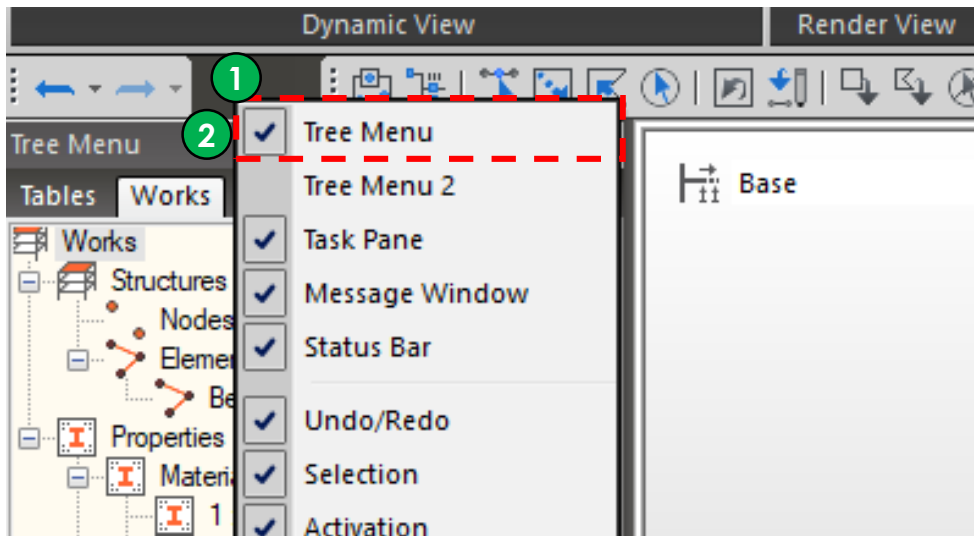 Dynamic View
Render View
1
2
Tree Menu
Tables
Works
Works
Structures
Nodes
Properties
1
Tree Menu
Tree Menu 2
Task Pane
Message Window
Status Bar
Undo/Redo
Selection
Activation
Base